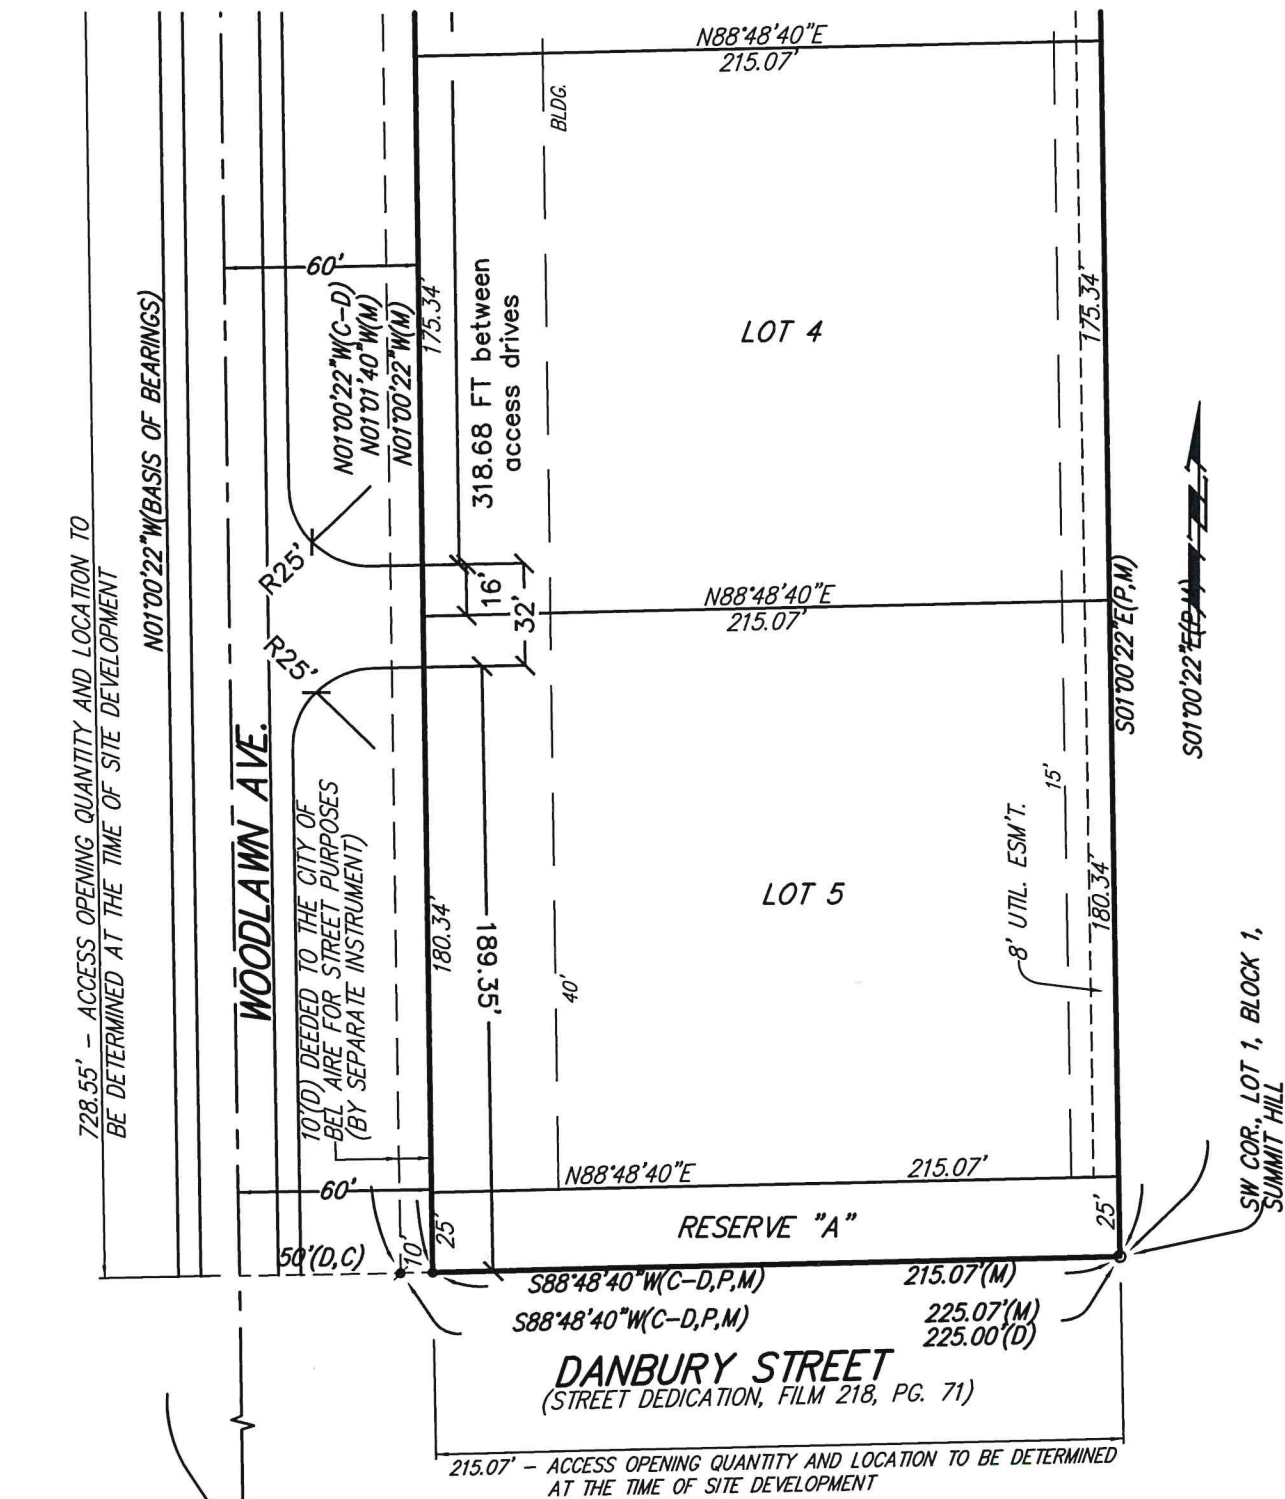 N88°48'40"E
215.07'
BLDG.
60'
N01°00'22"W(C-D)
N01°01'40"W(M)
N01°00'22"W(M)
175.34'
318.68 FT between
access drives
LOT 4
175.34'
N01°00'22"W(BASIS OF BEARINGS)
728.55' - ACCESS OPENING QUANTITY AND LOCATION TO
BE DETERMINED AT THE TIME OF SITE DEVELOPMENT
R25'
R25'
16'
32'
N88°48'40"E
215.07'
S01°00'22"E(P,M)
S01°00'22"E(P,M)
WOODLAWN AVE.
10'(D) DEEDED TO THE CITY OF
BEL AIRE FOR STREET PURPOSES
(BY SEPARATE INSTRUMENT)
180.34'
189.35'
40'
LOT 5
15'
8' UTIL. ESM'T.
180.34'
SW COR., LOT 1, BLOCK 1,
SUMMIT HILL
N88°48'40"E
215.07'
60'
25'
RESERVE "A"
25'
50'(D,C)
10'
S88°48'40"W(C-D,P,M)
215.07'(M)
S88°48'40"W(C-D,P,M)
225.07'(M)
225.00'(D)
DANBURY STREET
(STREET DEDICATION, FILM 218, PG. 71)
215.07' - ACCESS OPENING QUANTITY AND LOCATION TO BE DETERMINED
AT THE TIME OF SITE DEVELOPMENT